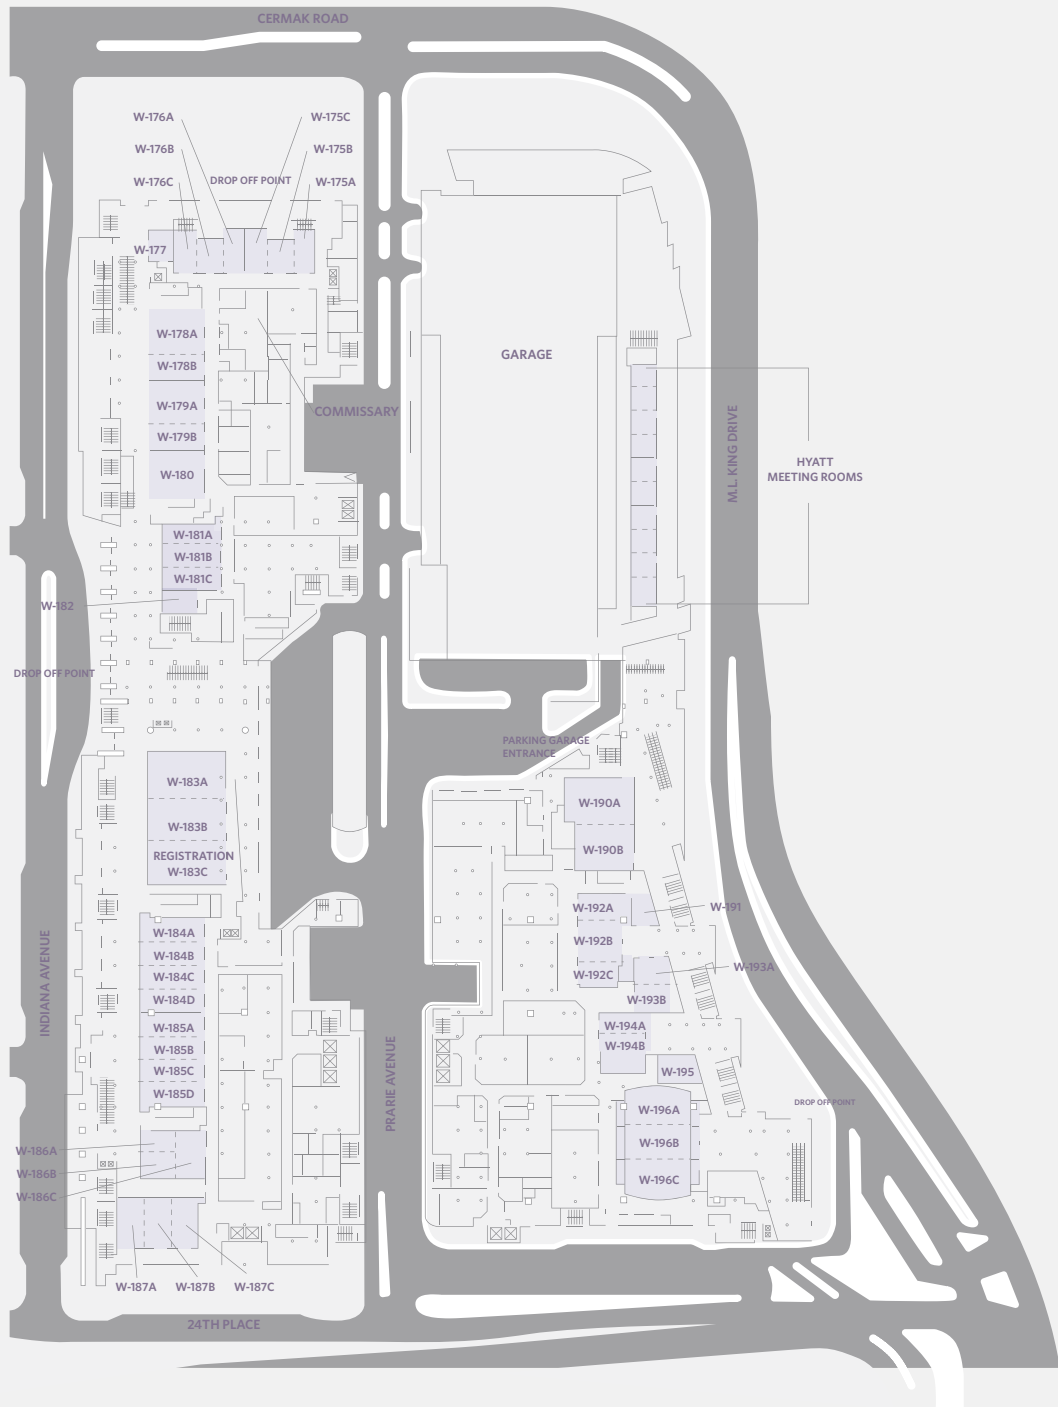 CERMAK ROAD
W-176A
W-175C
W-176B
W-175B
W-176C
DROP OFF POINT
W-175A
W-177
W-178A
W-178B
W-179A
W-179B
W-180
COMMISSARY
GARAGE
M.L. KING DRIVE
HYATT
MEETING ROOMS
W-181A
W-181B
W-181C
W-182
DROP OFF POINT
PARKING GARAGE
ENTRANCE
W-183A
W-183B
REGISTRATION
W-183C
W-190A
W-190B
W-191
W-192A
W-192B
W-192C
W-193A
W-193B
W-194A
W-194B
W-195
W-184A
W-184B
W-184C
W-184D
W-185A
W-185B
W-185C
W-185D
INDIANA AVENUE
PRARIE AVENUE
W-196A
W-196B
W-196C
DROP OFF POINT
W-186A
W-186B
W-186C
W-187A
W-187B
W-187C
24TH PLACE